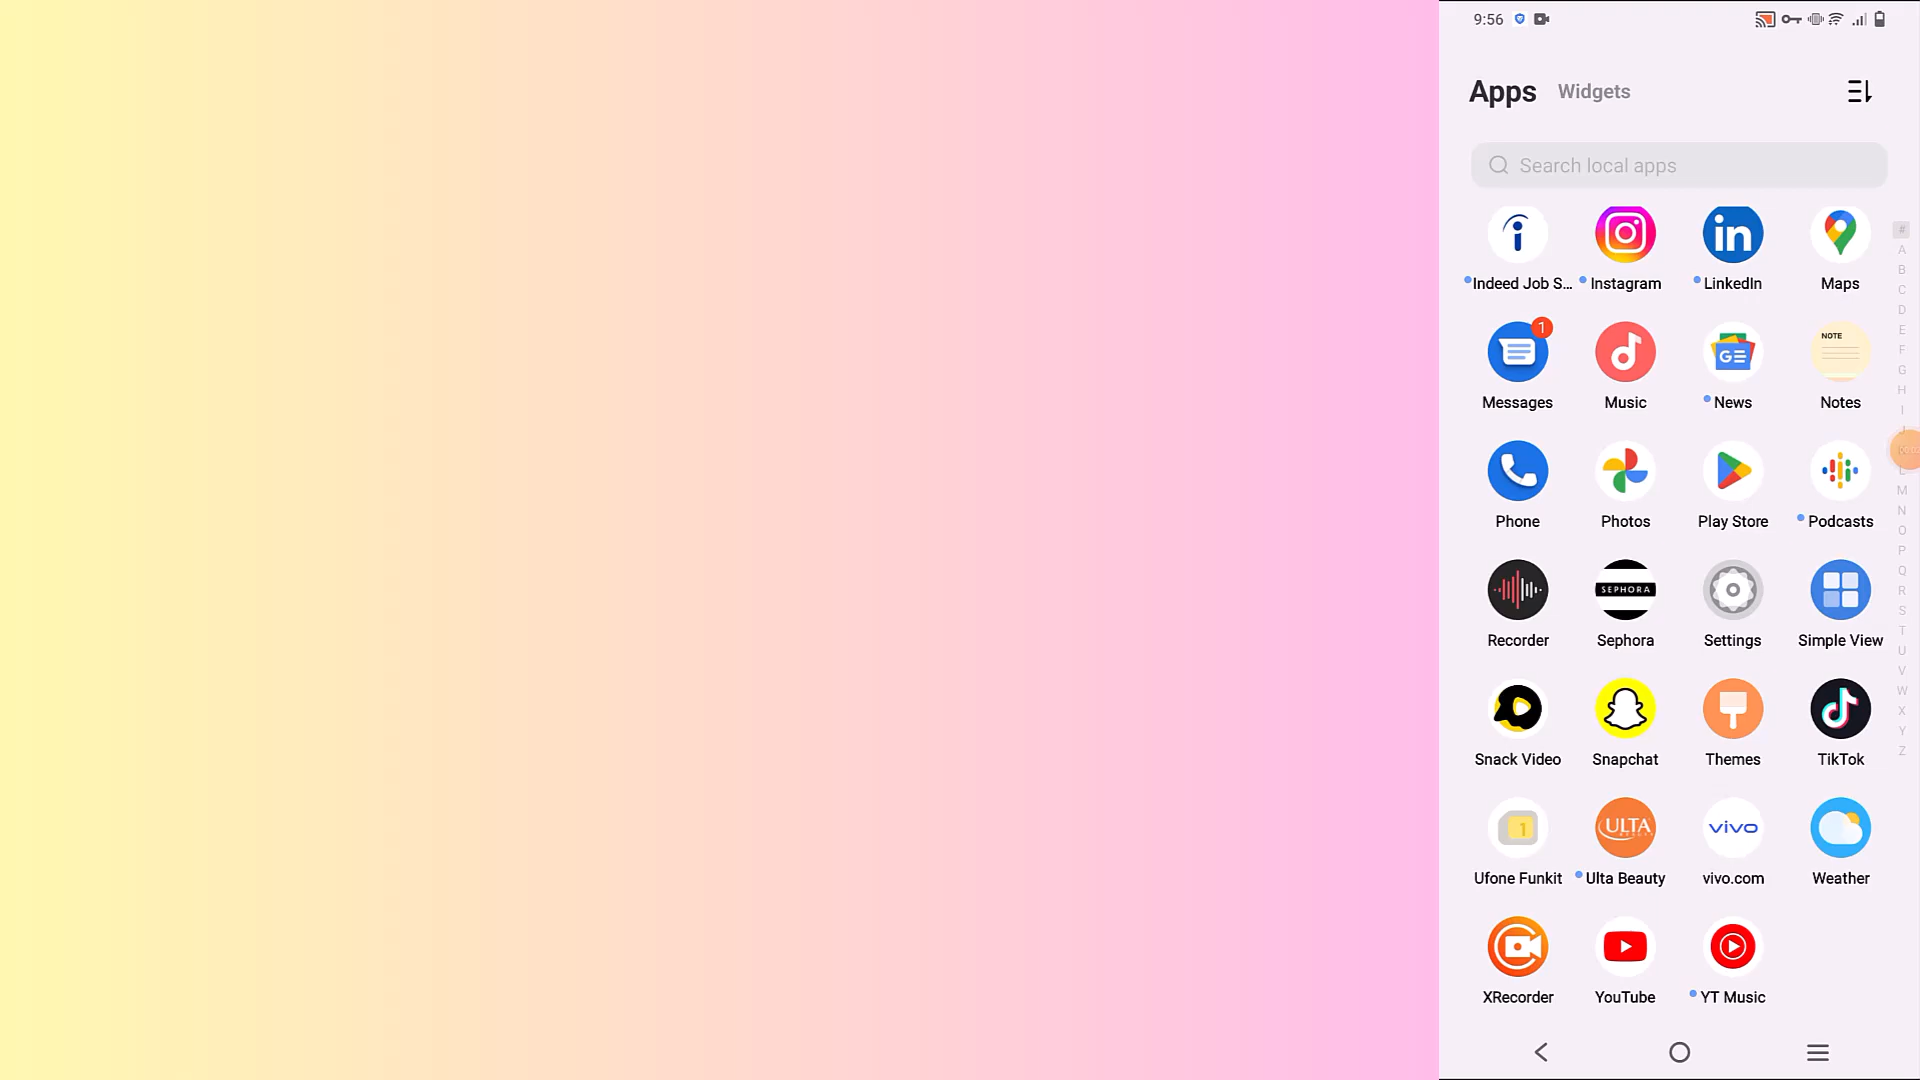 9:56
Apps Widgets
Search local apps
Indeed Job S... Instagram LinkedIn Maps
1
NOTE
GE
Messages Music News Notes
Phone Photos Play Store Podcasts
SEPHORA
Recorder Sephora Settings Simple View
Snack Video Snapchat Themes TikTok
1 ULTA vivo
Ufone Funkit Ulta Beauty vivo.com Weather
XRecorder YouTube YT Music
#
A
B
C
D
E
F
G
H
I
J
L
M
N
O
P
Q
R
S
T
U
V
W
X
Y
Z